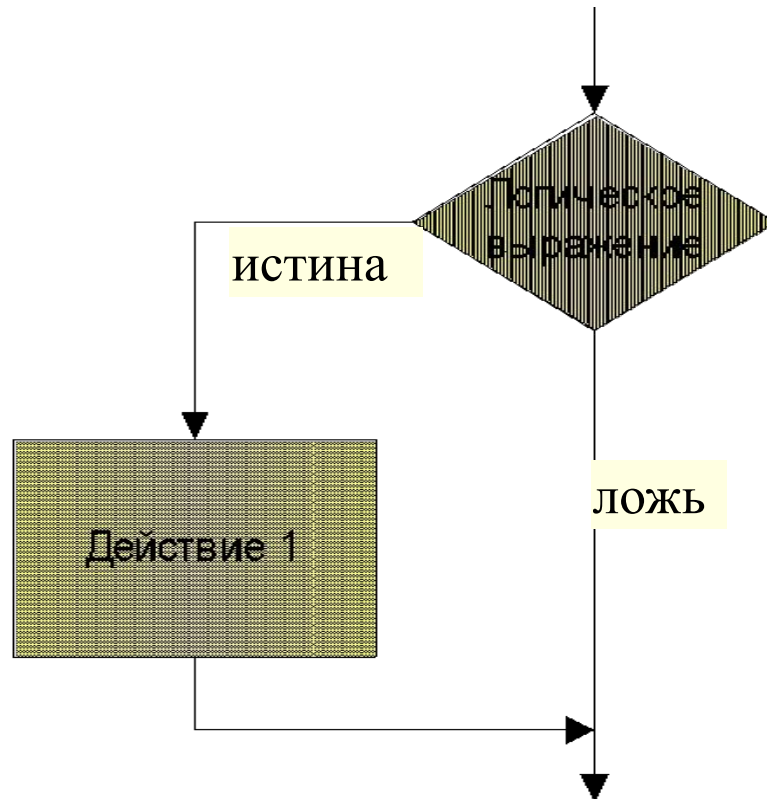 Логическое
выражение
истина
ложь
Действие 1